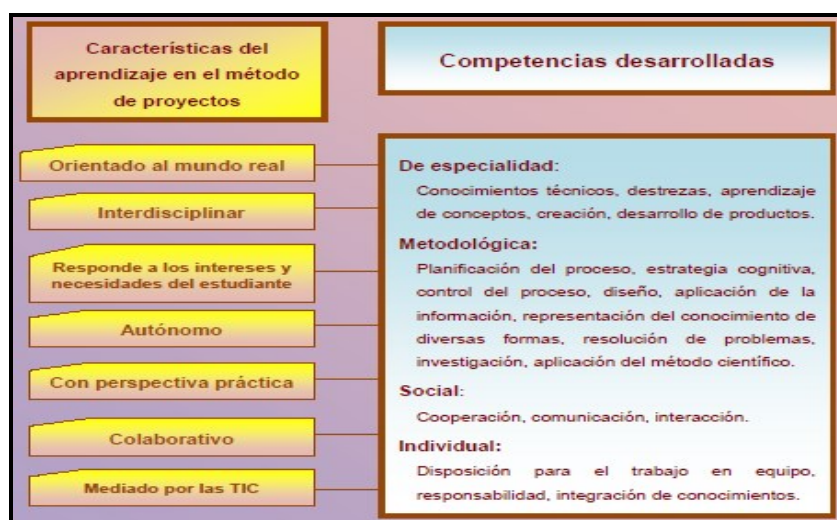 Características del
aprendizaje en el método
de proyectos
Competencias desarrolladas
Orientado al mundo real
Interdisciplinar
Responde a los intereses y
necesidades del estudiante
Autónomo
Con perspectiva práctica
Colaborativo
Mediado por las TIC
De especialidad:
Conocimientos técnicos, destrezas, aprendizaje
de conceptos, creación, desarrollo de productos.
Metodológica:
Planificación del proceso, estrategia cognitiva,
control del proceso, diseño, aplicación de la
información, representación del conocimiento de
diversas formas, resolución de problemas,
investigación, aplicación del método científico.
Social:
Cooperación, comunicación, interacción.
Individual:
Disposición para el trabajo en equipo,
responsabilidad, integración de conocimientos.